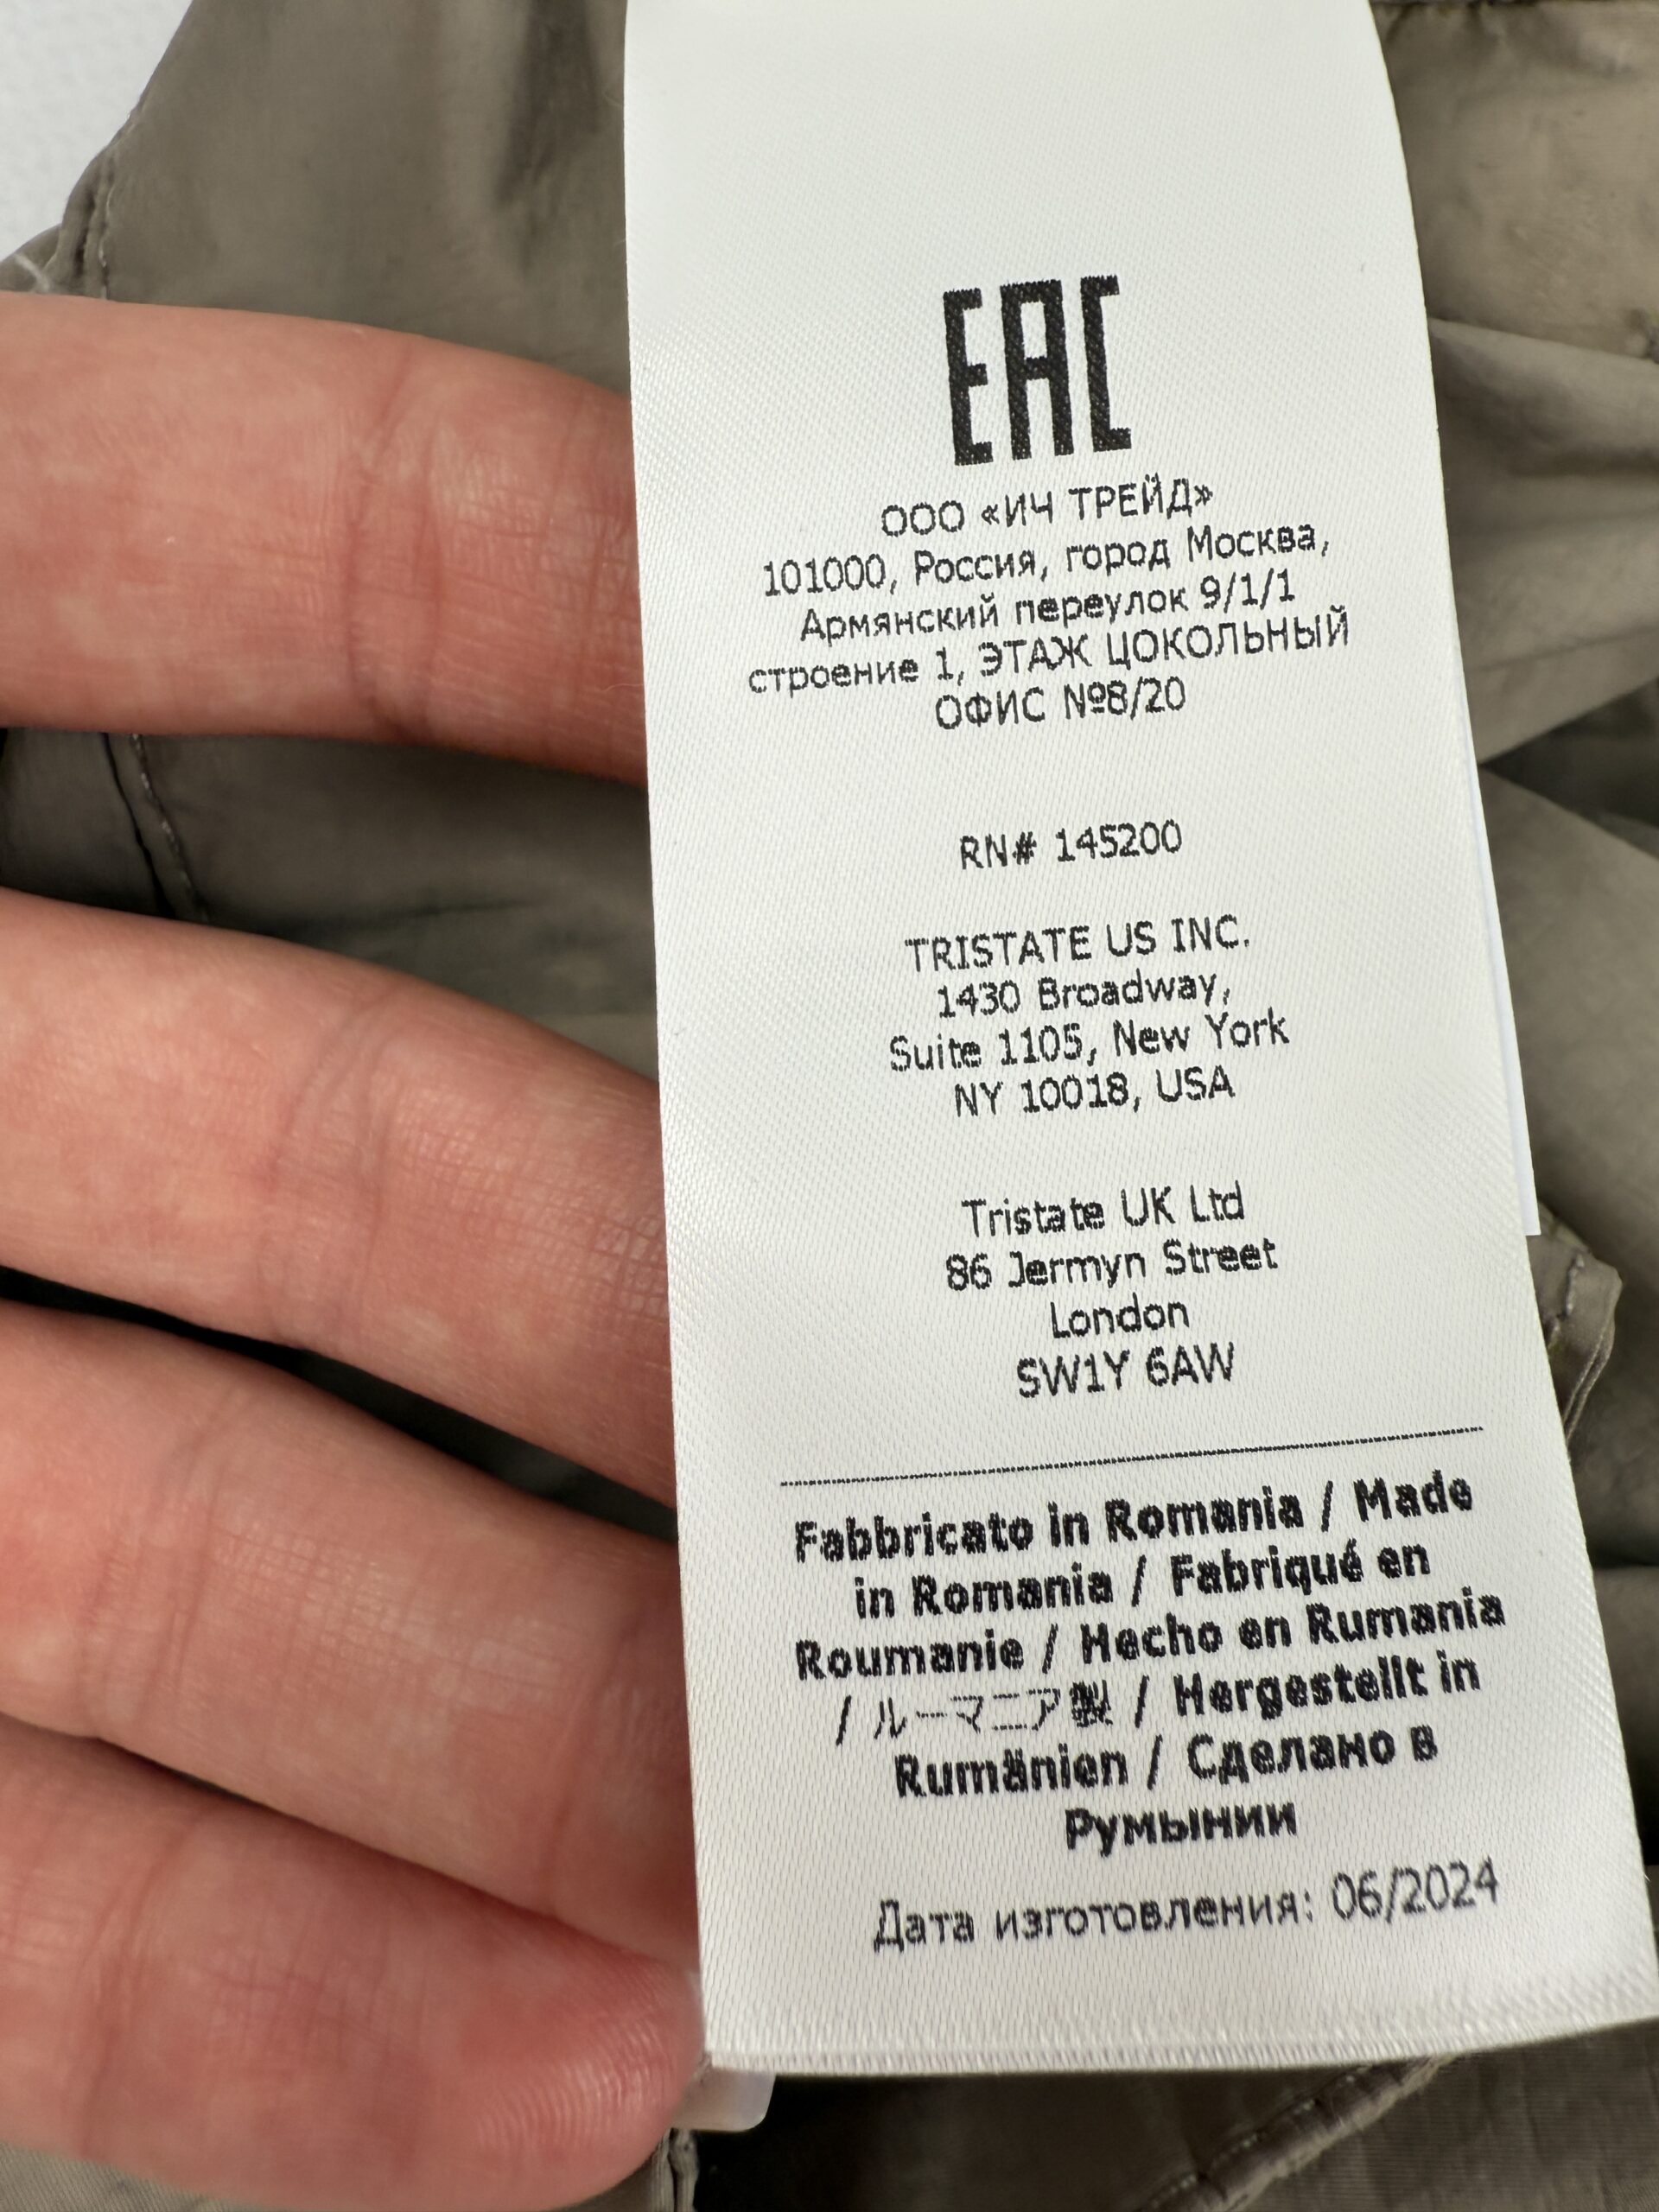 EAC
ООО «ИЧ ТРЕЙД»
101000, Россия, город Москва,
Армянский переулок 9/1/1
строение 1, ЭТАЖ ЦОКОЛЬНЫЙ
ОФИС №8/20
RN# 145200
TRISTATE US INC.
1430 Broadway,
Suite 1105, New York
NY 10018, USA
Tristate UK Ltd
86 Jermyn Street
London
SW1Y 6AW
Fabbricato in Romania / Made
in Romania / Fabriqué en
Roumanie / Hecho en Rumania
/ ルーマニア製 / Hergestellt in
Rumänien / Сделано в
Румынии
Дата изготовления: 06/2024